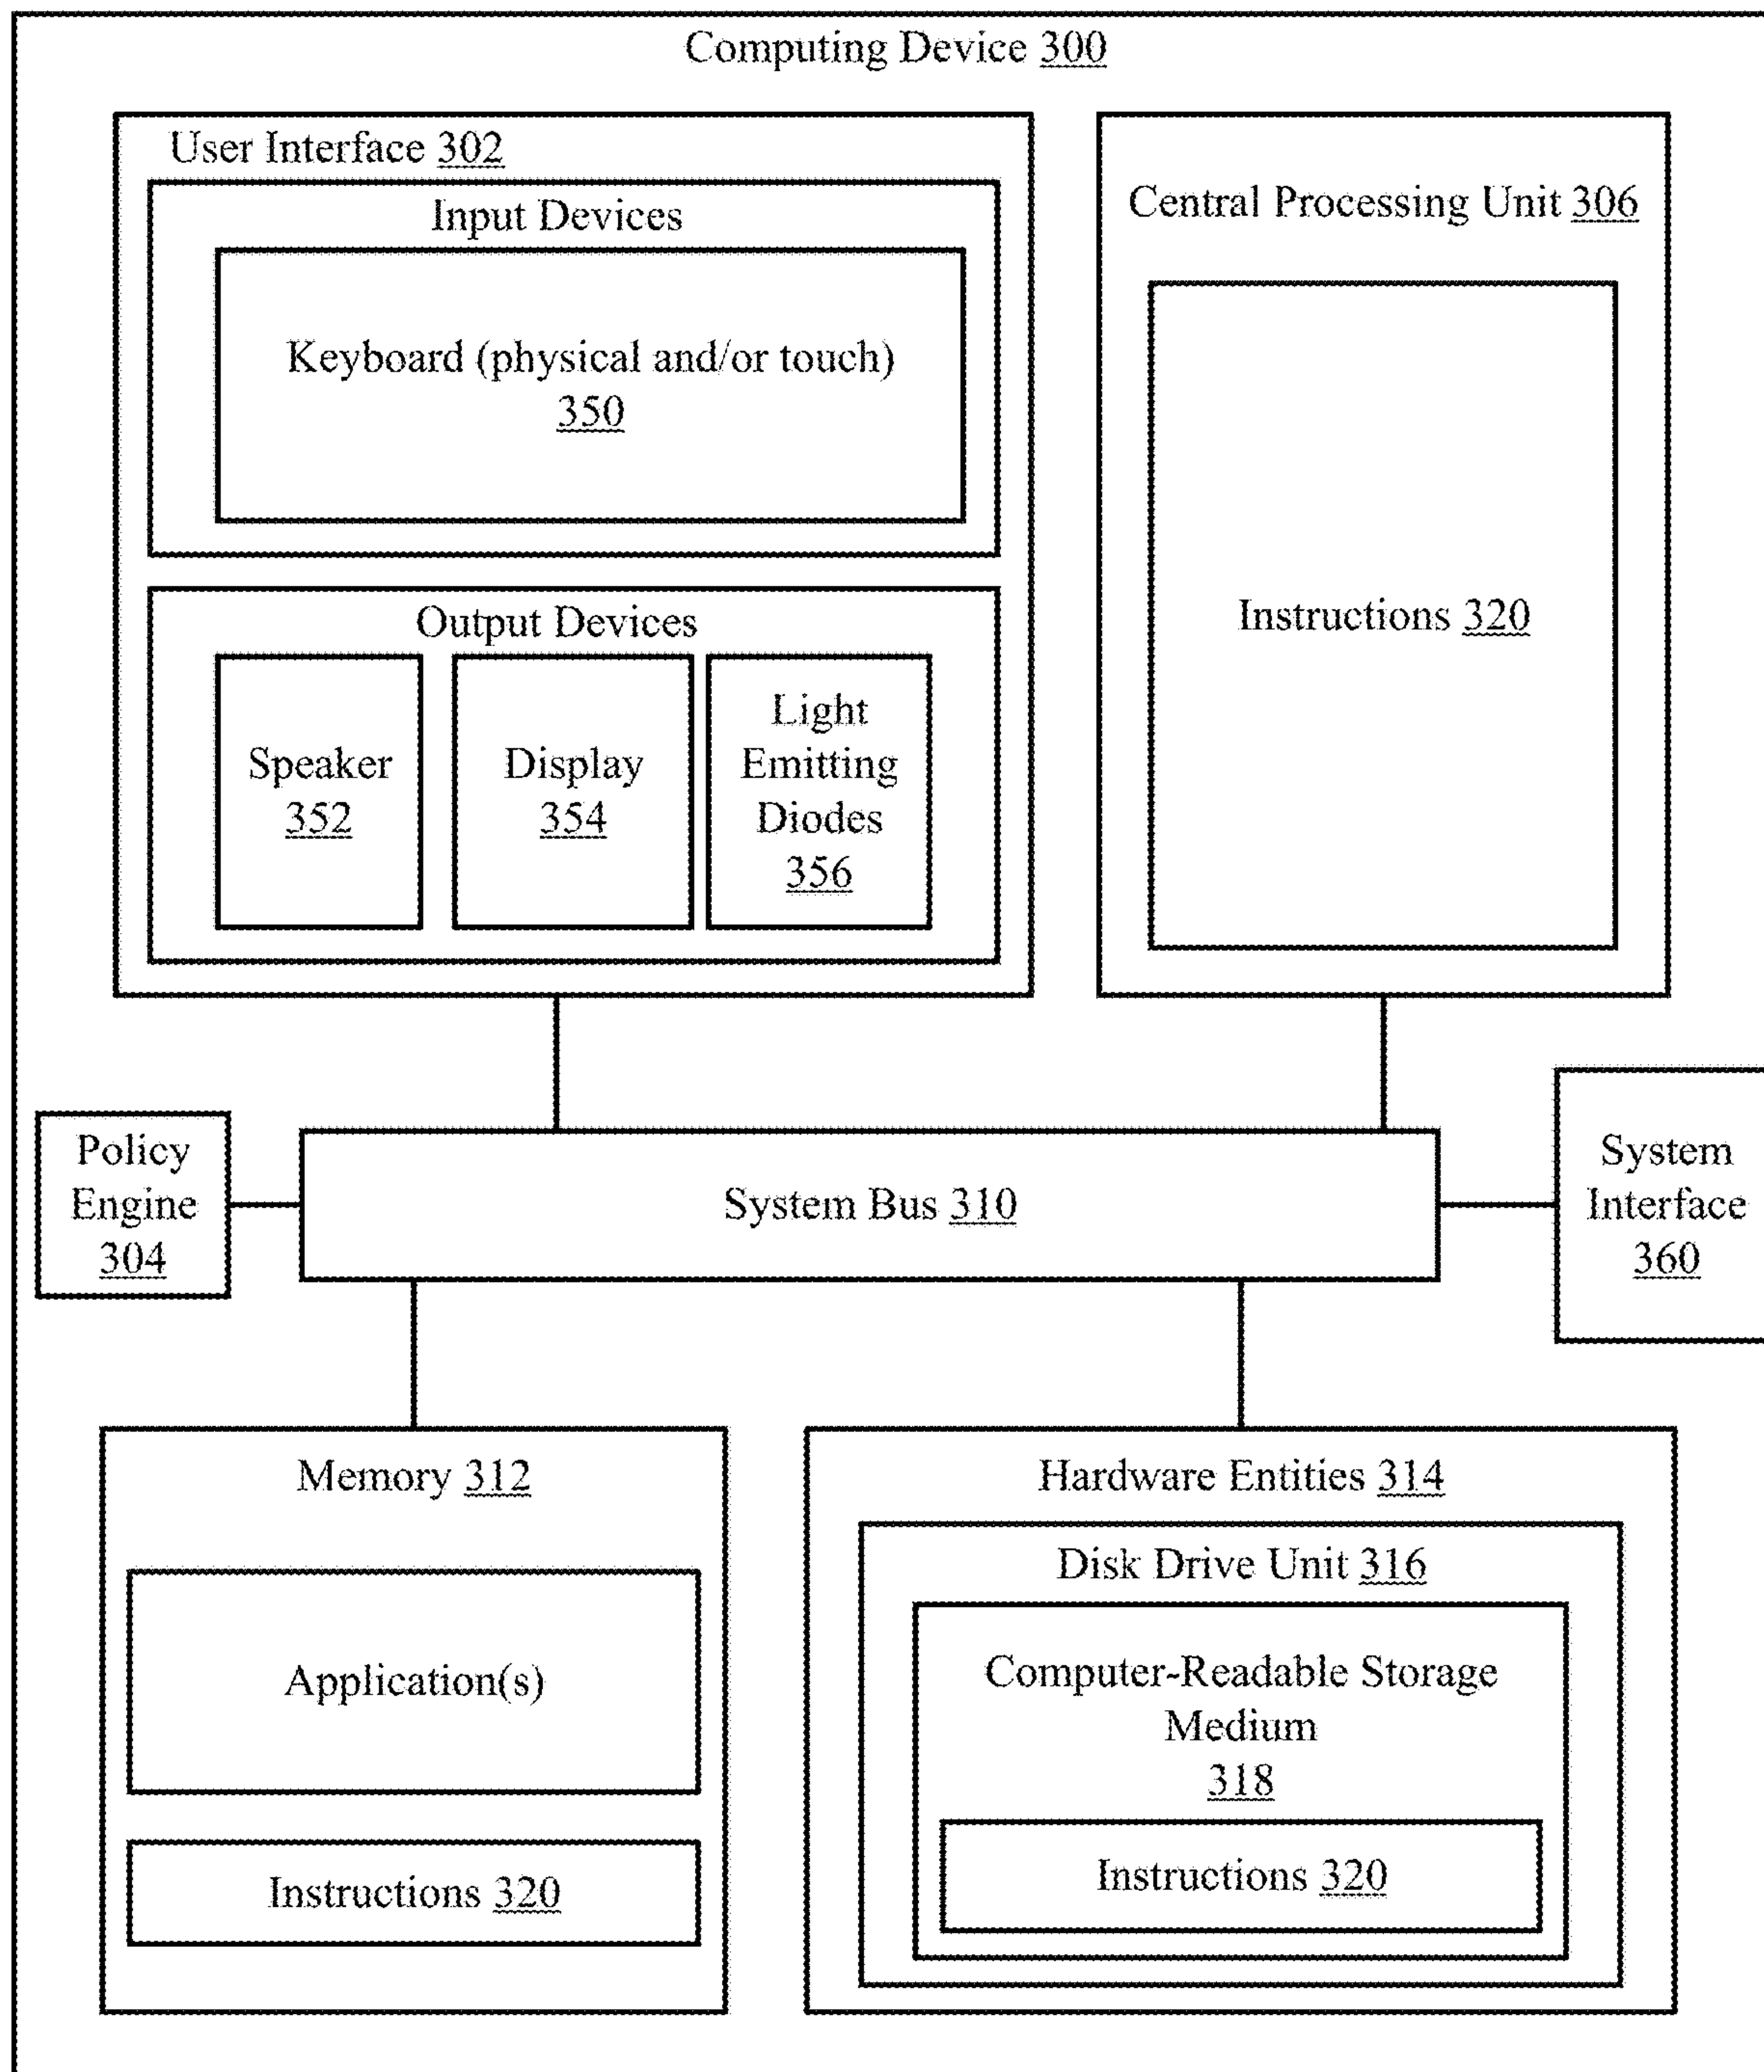 Computing Device 300
User Interface 302
Input Devices
Keyboard (physical and/or touch)
350
Output Devices
Speaker
352
Display
354
Light
Emitting
Diodes
356
Central Processing Unit 306
Instructions 320
Policy
Engine
304
System Bus 310
System
Interface
360
Memory 312
Application(s)
Instructions 320
Hardware Entities 314
Disk Drive Unit 316
Computer-Readable Storage
Medium
318
Instructions 320